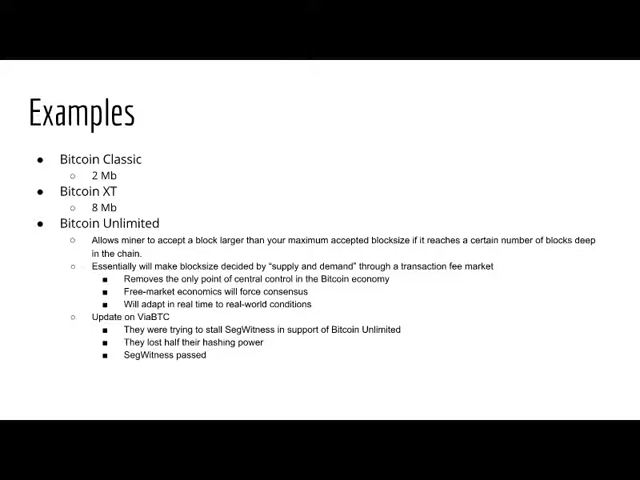 Examples
● Bitcoin Classic
○ 2 Mb
● Bitcoin XT
○ 8 Mb
● Bitcoin Unlimited
○ Allows miner to accept a block larger than your maximum accepted blocksize if it reaches a certain number of blocks deep
in the chain.
○ Essentially will make blocksize decided by “supply and demand” through a transaction fee market
■ Removes the only point of central control in the Bitcoin economy
■ Free-market economics will force consensus
■ Will adapt in real time to real-world conditions
○ Update on ViaBTC
■ They were trying to stall SegWitness in support of Bitcoin Unlimited
■ They lost half their hashing power
■ SegWitness passed